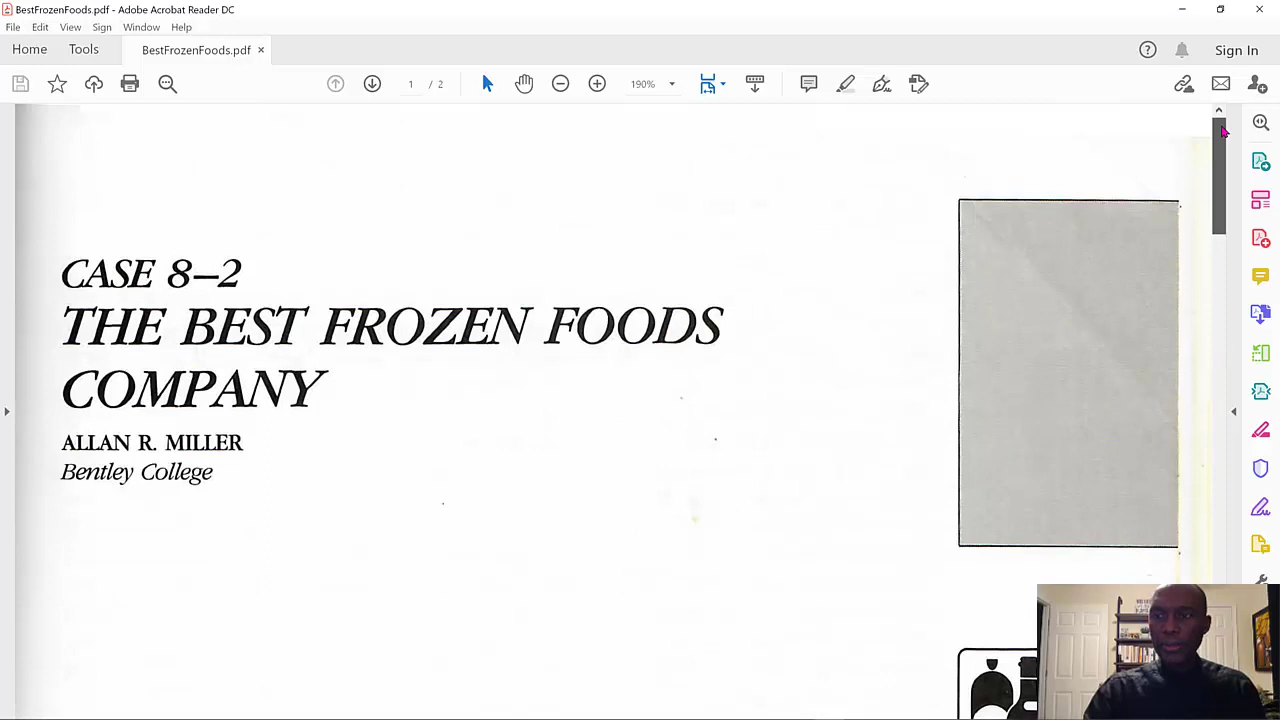 BestFrozenFoods.pdf - Adobe Acrobat Reader DC
File Edit View Sign Window Help
Home Tools BestFrozenFoods.pdf × Sign In
1 / 2 190%
CASE 8–2
THE BEST FROZEN FOODS
COMPANY
ALLAN R. MILLER
Bentley College